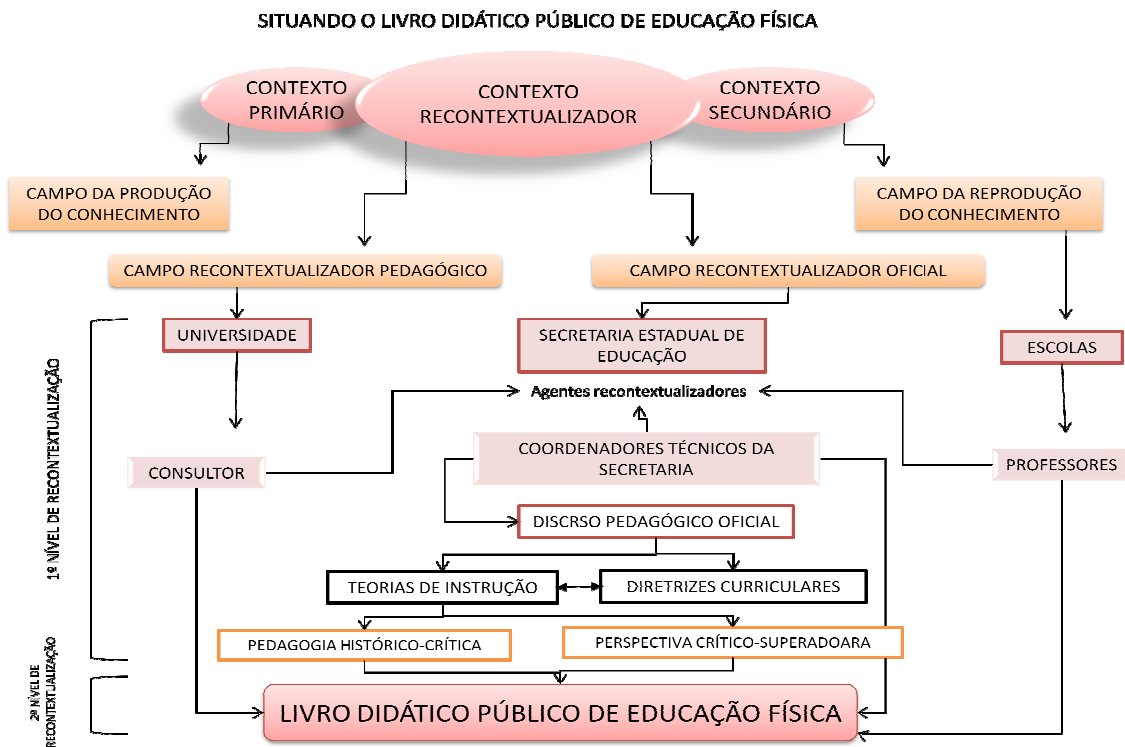 SITUANDO O LIVRO DIDÁTICO PÚBLICO DE EDUCAÇÃO FÍSICA
CONTEXTO
PRIMÁRIO
CONTEXTO
RECONTEXTUALIZADOR
CONTEXTO
SECUNDÁRIO
CAMPO DA PRODUÇÃO
DO CONHECIMENTO
CAMPO DA REPRODUÇÃO
DO CONHECIMENTO
CAMPO RECONTEXTUALIZADOR PEDAGÓGICO
CAMPO RECONTEXTUALIZADOR OFICIAL
UNIVERSIDADE
SECRETARIA ESTADUAL DE
EDUCAÇÃO
ESCOLAS
Agentes recontextualizadores
CONSULTOR
COORDENADORES TÉCNICOS DA
SECRETARIA
PROFESSORES
DISCRSO PEDAGÓGICO OFICIAL
TEORIAS DE INSTRUÇÃO
DIRETRIZES CURRICULARES
PEDAGOGIA HISTÓRICO-CRÍTICA
PERSPECTIVA CRÍTICO-SUPERADOARA
LIVRO DIDÁTICO PÚBLICO DE EDUCAÇÃO FÍSICA
1º NÍVEL DE RECONTEXTUALIZAÇÃO
2º NÍVEL DE
RECONTEXTUALIZAÇÃO